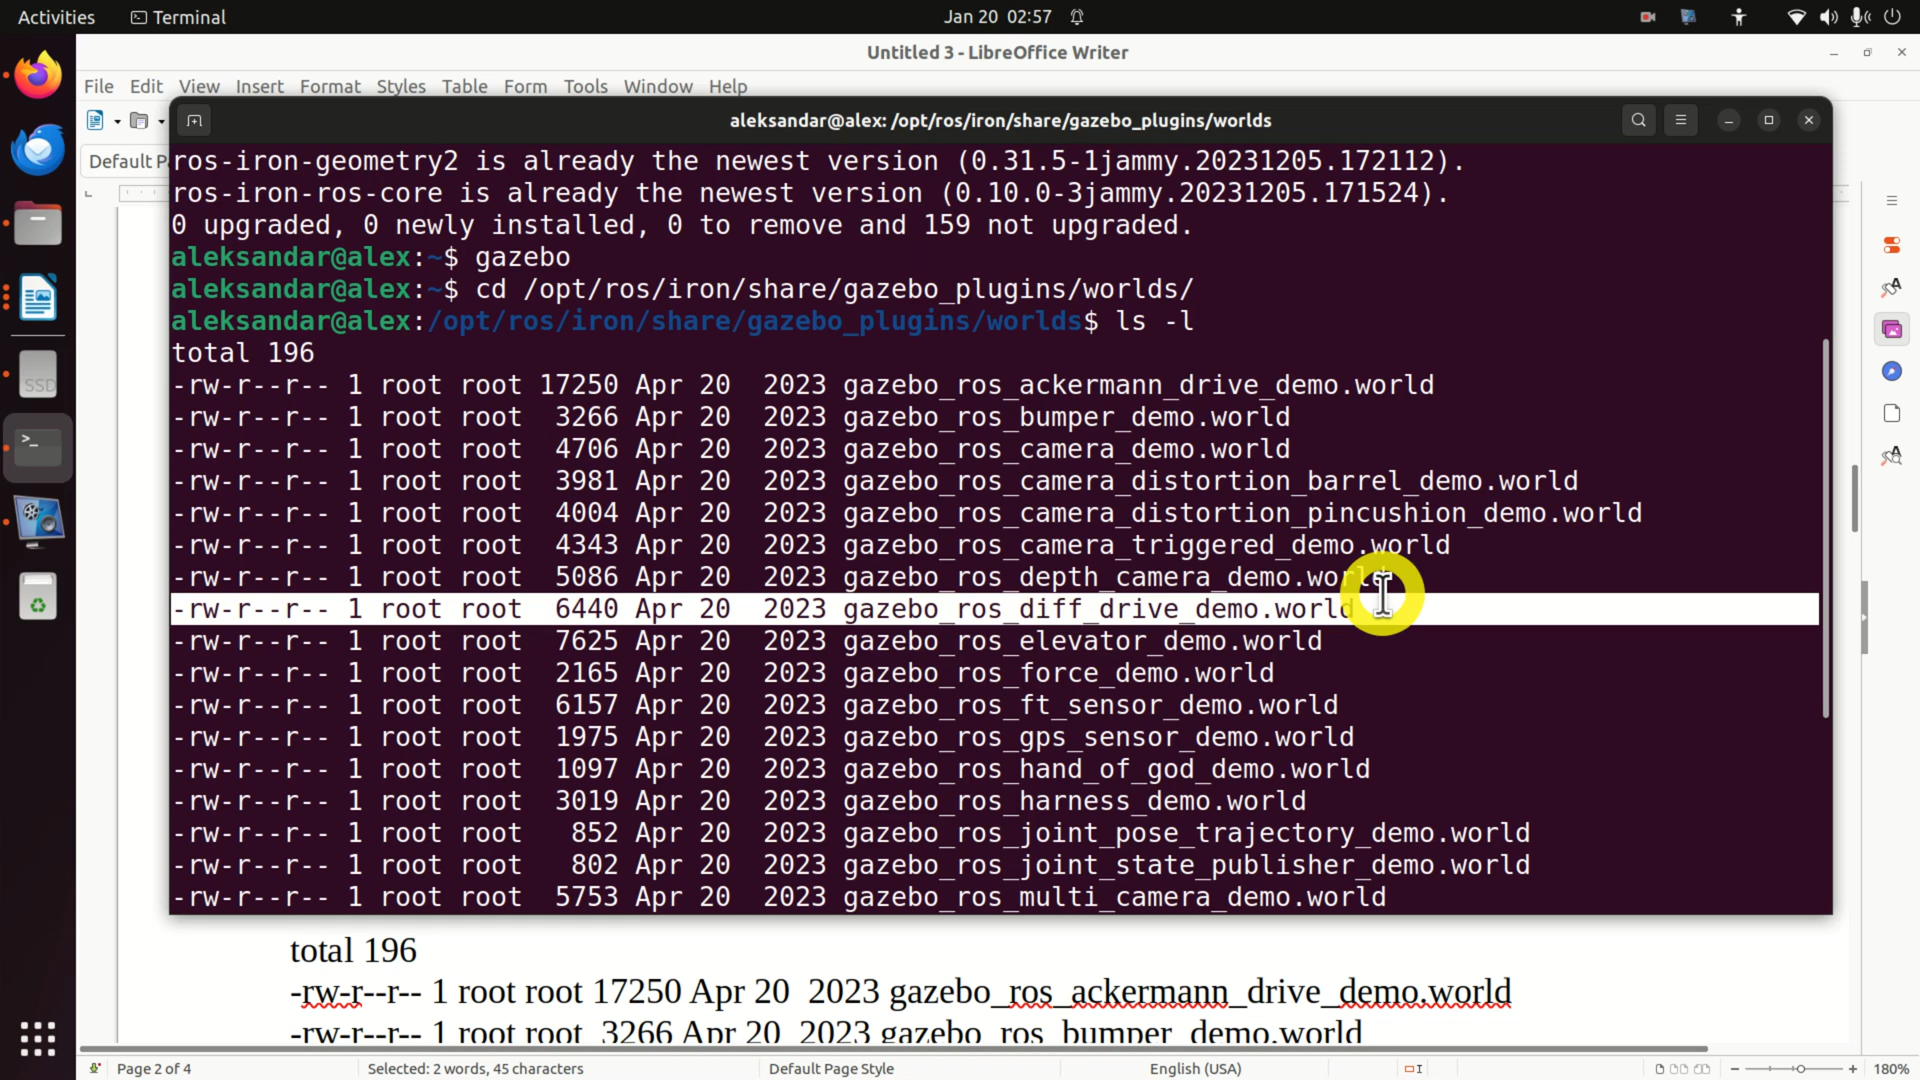 Activities
Terminal
Jan 20 02:57
Untitled 3 - LibreOffice Writer
File Edit View Insert Format Styles Table Form Tools Window Help
aleksandar@alex: /opt/ros/iron/share/gazebo_plugins/worlds
Default P
ros-iron-geometry2 is already the newest version (0.31.5-1jammy.20231205.172112).
ros-iron-ros-core is already the newest version (0.10.0-3jammy.20231205.171524).
0 upgraded, 0 newly installed, 0 to remove and 159 not upgraded.
aleksandar@alex:~$ gazebo
aleksandar@alex:~$ cd /opt/ros/iron/share/gazebo_plugins/worlds/
aleksandar@alex:/opt/ros/iron/share/gazebo_plugins/worlds$ ls -l
total 196
-rw-r--r-- 1 root root 17250 Apr 20  2023 gazebo_ros_ackermann_drive_demo.world
-rw-r--r-- 1 root root  3266 Apr 20  2023 gazebo_ros_bumper_demo.world
-rw-r--r-- 1 root root  4706 Apr 20  2023 gazebo_ros_camera_demo.world
-rw-r--r-- 1 root root  3981 Apr 20  2023 gazebo_ros_camera_distortion_barrel_demo.world
-rw-r--r-- 1 root root  4004 Apr 20  2023 gazebo_ros_camera_distortion_pincushion_demo.world
-rw-r--r-- 1 root root  4343 Apr 20  2023 gazebo_ros_camera_triggered_demo.world
-rw-r--r-- 1 root root  5086 Apr 20  2023 gazebo_ros_depth_camera_demo.world
-rw-r--r-- 1 root root  6440 Apr 20  2023 gazebo_ros_diff_drive_demo.world
-rw-r--r-- 1 root root  7625 Apr 20  2023 gazebo_ros_elevator_demo.world
-rw-r--r-- 1 root root  2165 Apr 20  2023 gazebo_ros_force_demo.world
-rw-r--r-- 1 root root  6157 Apr 20  2023 gazebo_ros_ft_sensor_demo.world
-rw-r--r-- 1 root root  1975 Apr 20  2023 gazebo_ros_gps_sensor_demo.world
-rw-r--r-- 1 root root  1097 Apr 20  2023 gazebo_ros_hand_of_god_demo.world
-rw-r--r-- 1 root root  3019 Apr 20  2023 gazebo_ros_harness_demo.world
-rw-r--r-- 1 root root   852 Apr 20  2023 gazebo_ros_joint_pose_trajectory_demo.world
-rw-r--r-- 1 root root   802 Apr 20  2023 gazebo_ros_joint_state_publisher_demo.world
-rw-r--r-- 1 root root  5753 Apr 20  2023 gazebo_ros_multi_camera_demo.world
SSD
total 196
-rw-r--r-- 1 root root 17250 Apr 20  2023 gazebo_ros_ackermann_drive_demo.world
-rw-r--r-- 1 root root  3266 Apr 20  2023 gazebo_ros_bumper_demo.world
Page 2 of 4
Selected: 2 words, 45 characters
Default Page Style
English (USA)
180%